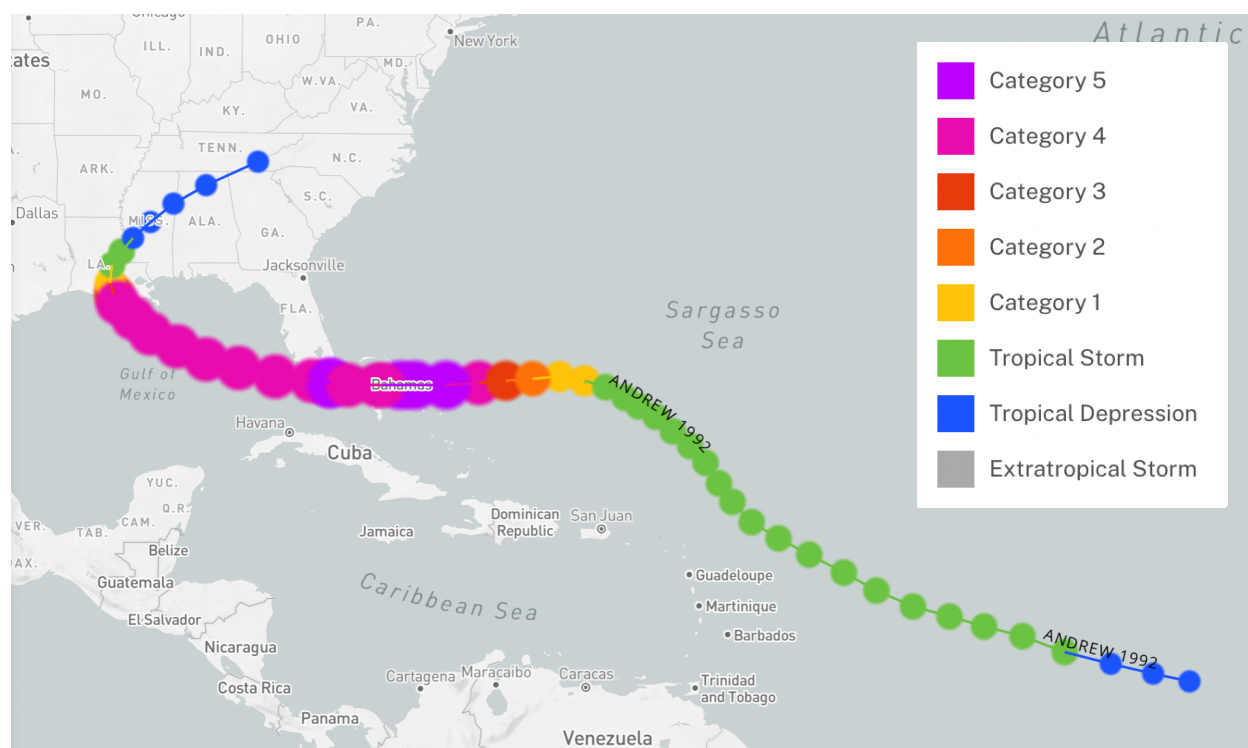 Chicago
PA.
Atlantic
New York
OHIO
ILL.
IND.
tates
MD.
W.VA.
MO.
KY.
VA.
TENN.
N.C.
ARK.
S.C.
Dallas
MISS.
ALA.
GA.
LA.
Jacksonville
FLA.
Sargasso
Sea
Gulf of
Mexico
Bahamas
ANDREW 1992
Havana
Cuba
YUC.
Q.R.
CAM.
VER.
TAB.
Dominican
Republic
San Juan
Jamaica
Belize
OAX.
Guatemala
Guadeloupe
Caribbean Sea
Martinique
El Salvador
Barbados
Nicaragua
ANDREW 1992
Cartagena
Maracaibo
Caracas
Trinidad
and Tobago
Costa Rica
Panama
Venezuela
Category 5
Category 4
Category 3
Category 2
Category 1
Tropical Storm
Tropical Depression
Extratropical Storm